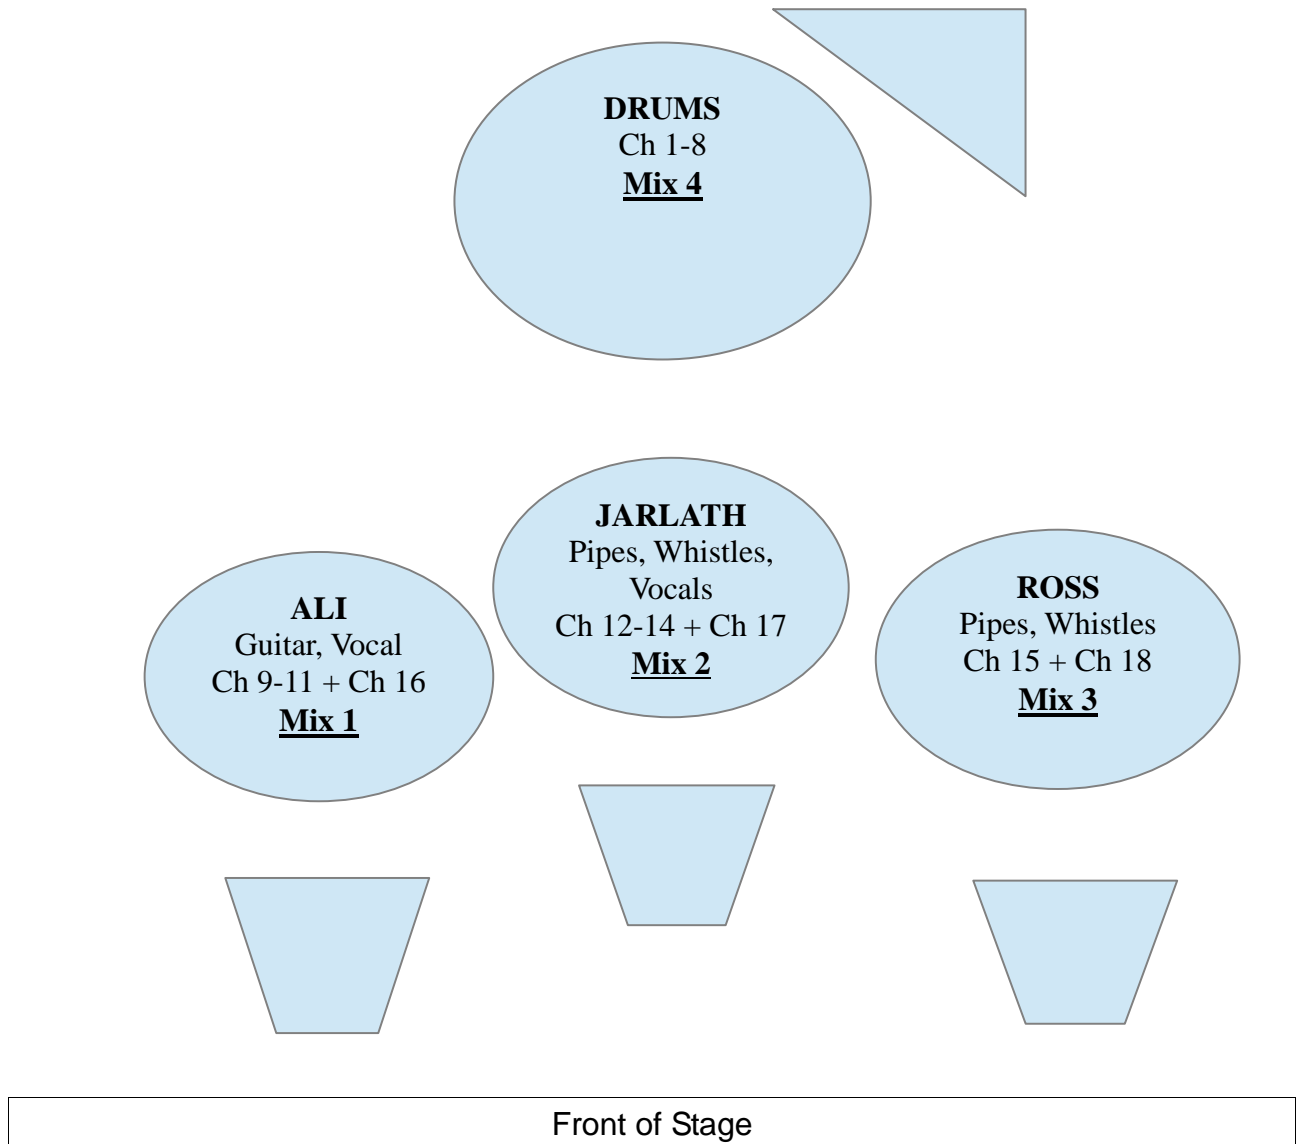 DRUMS
Ch 1-8
Mix 4
JARLATH
Pipes, Whistles,
Vocals
Ch 12-14 + Ch 17
Mix 2
ALI
Guitar, Vocal
Ch 9-11 + Ch 16
Mix 1
ROSS
Pipes, Whistles
Ch 15 + Ch 18
Mix 3
Front of Stage